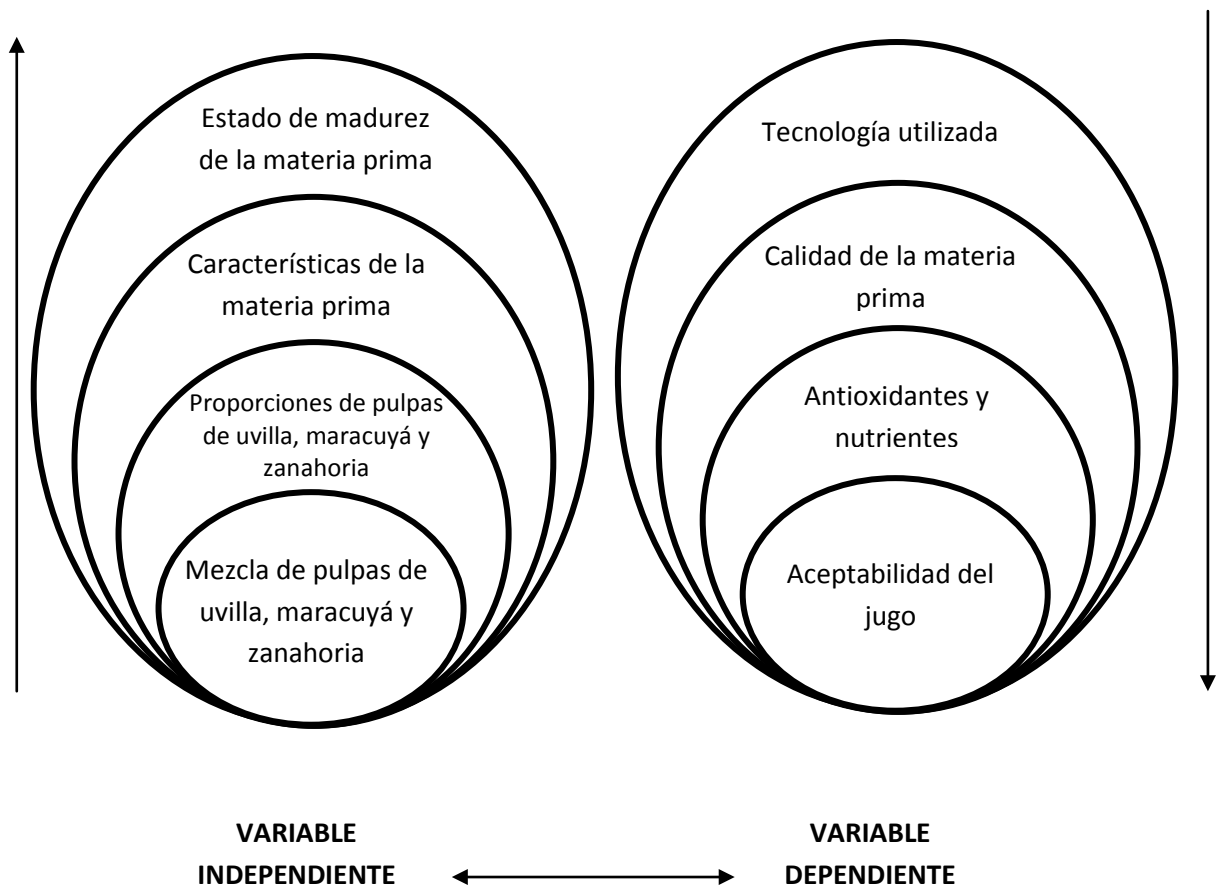 Estado de madurez
de la materia prima
Características de la
materia prima
Proporciones de pulpas
de uvilla, maracuyá y
zanahoria
Mezcla de pulpas de
uvilla, maracuyá y
zanahoria
Tecnología utilizada
Calidad de la materia
prima
Antioxidantes y
nutrientes
Aceptabilidad del
jugo
VARIABLE
INDEPENDIENTE
VARIABLE
DEPENDIENTE